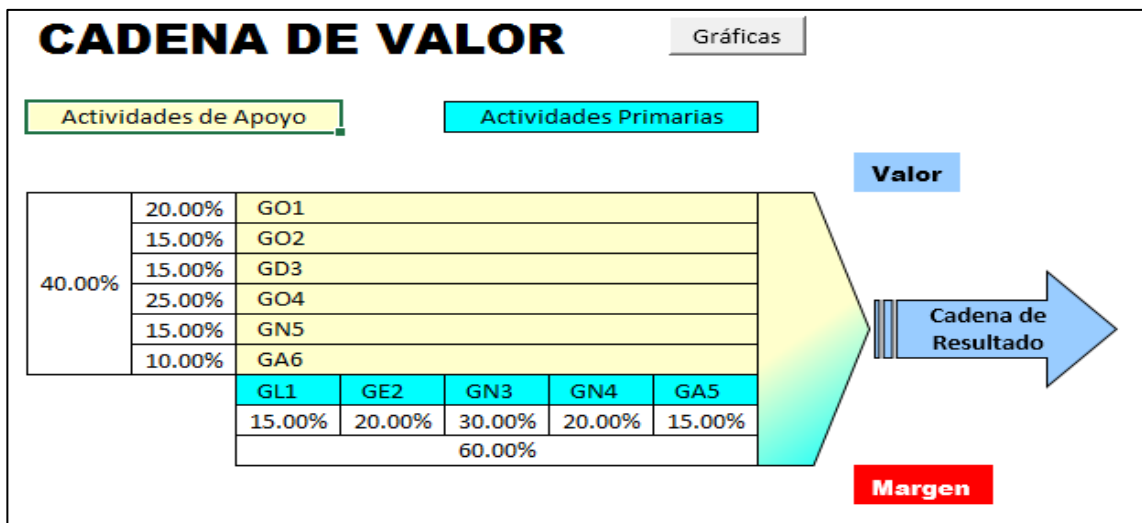 CADENA DE VALOR
Gráficas
Actividades de Apoyo
Actividades Primarias
Valor
40.00%
20.00% GO1
15.00% GO2
15.00% GD3
25.00% GO4
15.00% GN5
10.00% GA6
GL1 GE2 GN3 GN4 GA5
15.00% 20.00% 30.00% 20.00% 15.00%
60.00%
Cadena de
Resultado
Margen